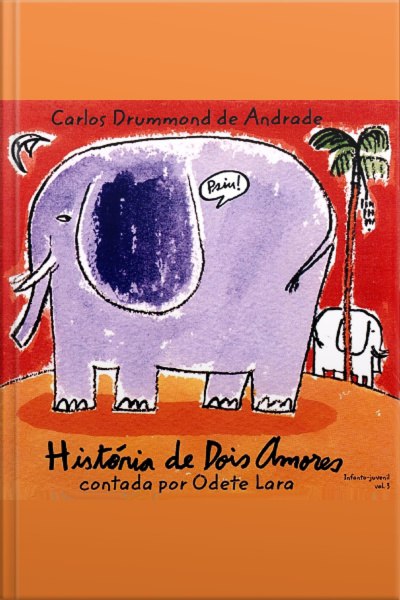 Carlos Drummond de Andrade
Psiu!
História de Dois Amores
contada por Odete Lara
Infanto-juvenil
vol. 5